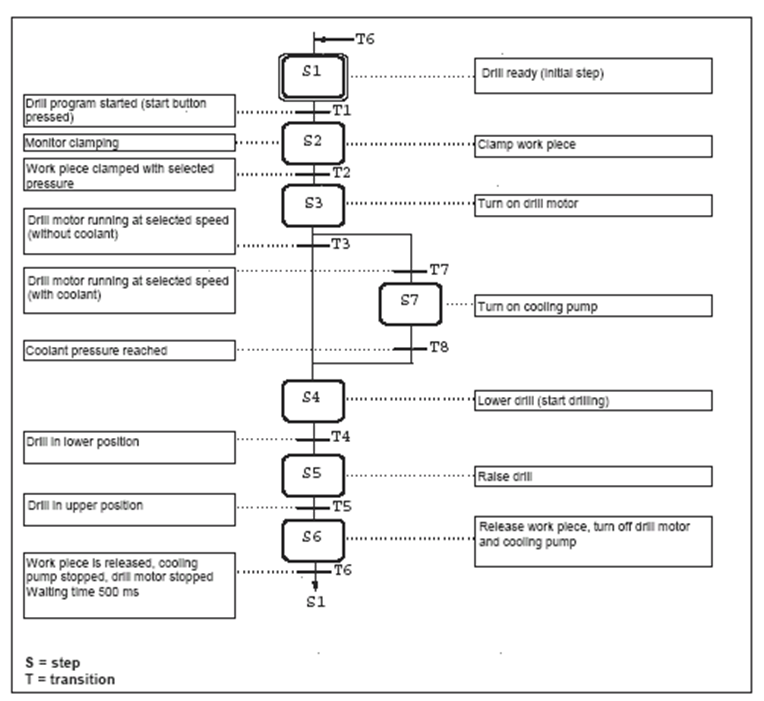 T6
S1
Drill ready (initial step)
Drill program started (start button
pressed)
T1
Monitor clamping
S2
Clamp work piece
Work piece clamped with selected
pressure
T2
S3
Turn on drill motor
Drill motor running at selected speed
(without coolant)
T3
Drill motor running at selected speed
(with coolant)
T7
S7
Turn on cooling pump
Coolant pressure reached
T8
S4
Lower drill (start drilling)
Drill in lower position
T4
S5
Raise drill
Drill in upper position
T5
S6
Release work piece, turn off drill motor
and cooling pump
Work piece is released, cooling
pump stopped, drill motor stopped
Waiting time 500 ms
T6
S1
S = step
T = transition